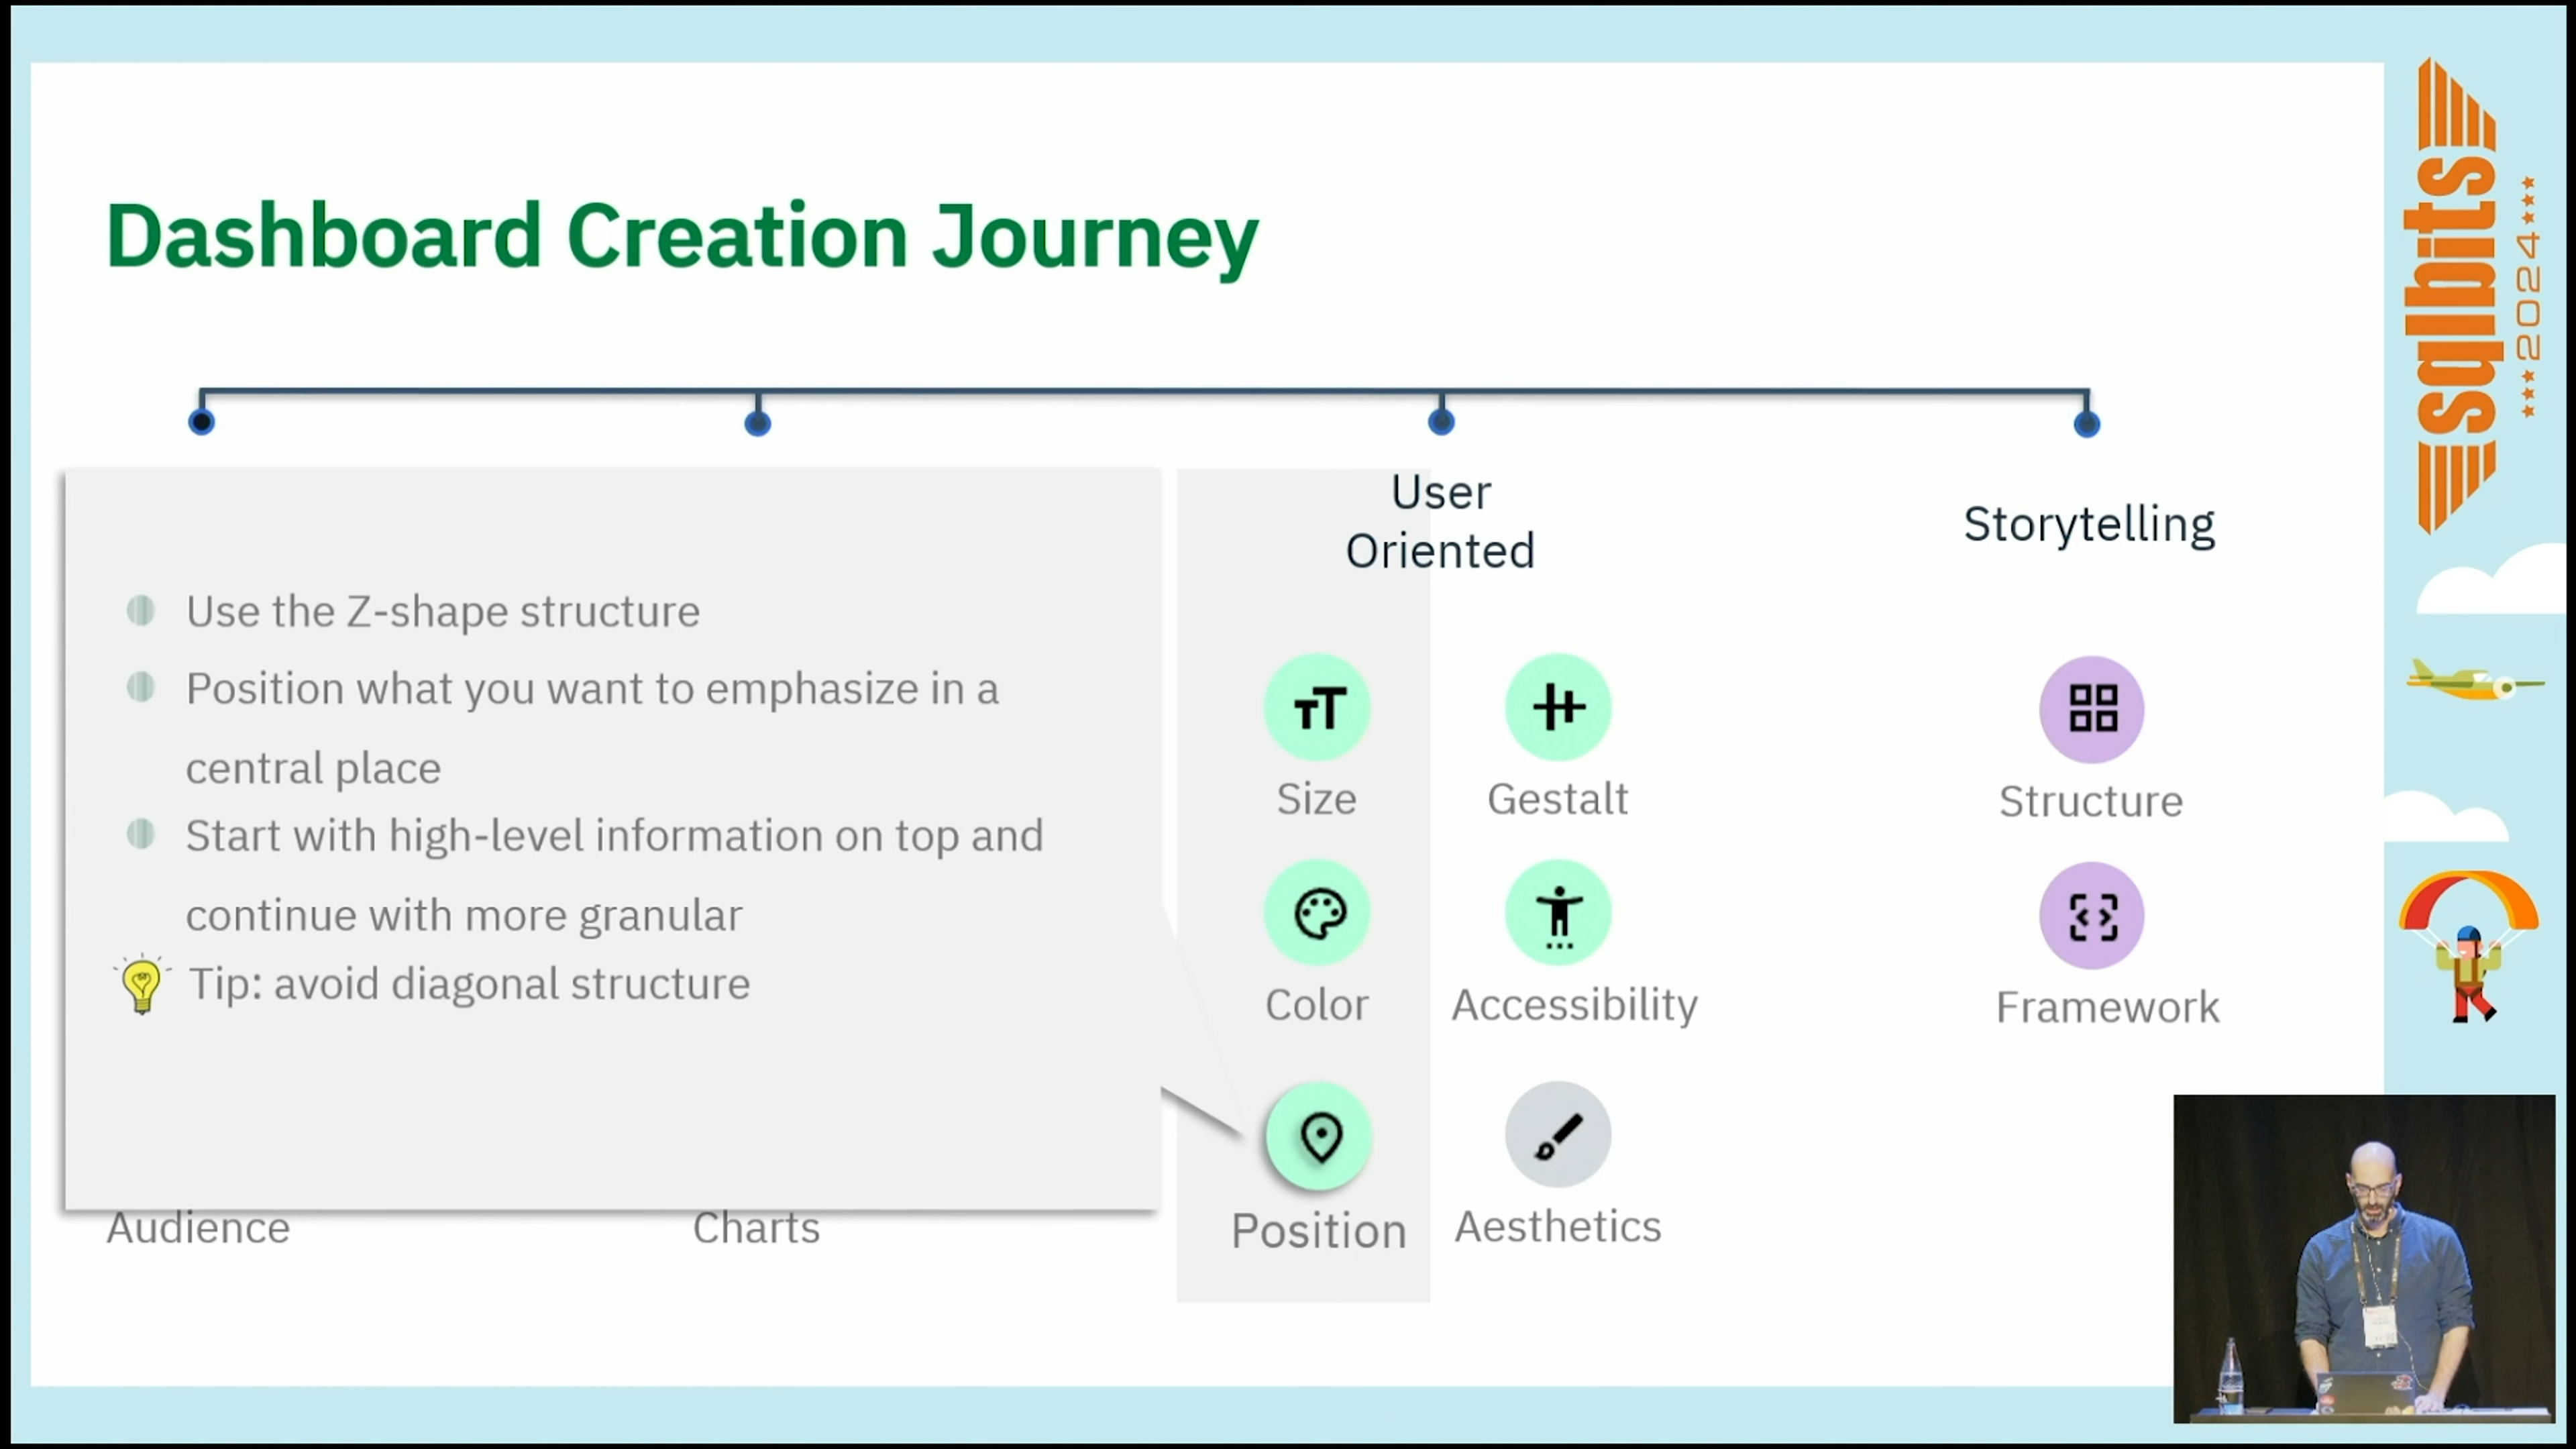 Dashboard Creation Journey
Use the Z-shape structure
Position what you want to emphasize in a
central place
Start with high-level information on top and
continue with more granular
Tip: avoid diagonal structure
Audience
Charts
User
Oriented
Size
Gestalt
Color
Accessibility
Position
Aesthetics
Storytelling
Structure
Framework
sqlbits
2024